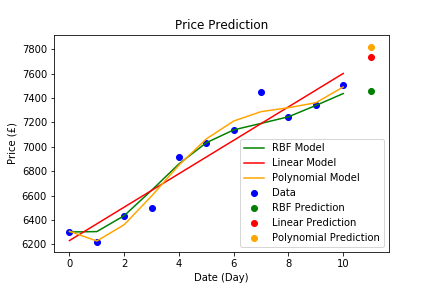 Price Prediction
Price (£)
7800
7600
7400
7200
7000
6800
6600
6400
6200
RBF Model
Linear Model
Polynomial Model
Data
RBF Prediction
Linear Prediction
Polynomial Prediction
0 2 4 6 8 10
Date (Day)